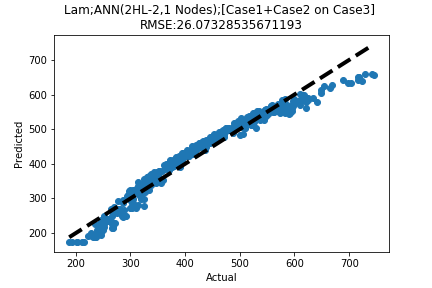 Lam;ANN(2HL-2,1 Nodes);[Case1+Case2 on Case3]
RMSE:26.07328535671193
700
600
500
400
300
200
Predicted
200 300 400 500 600 700
Actual